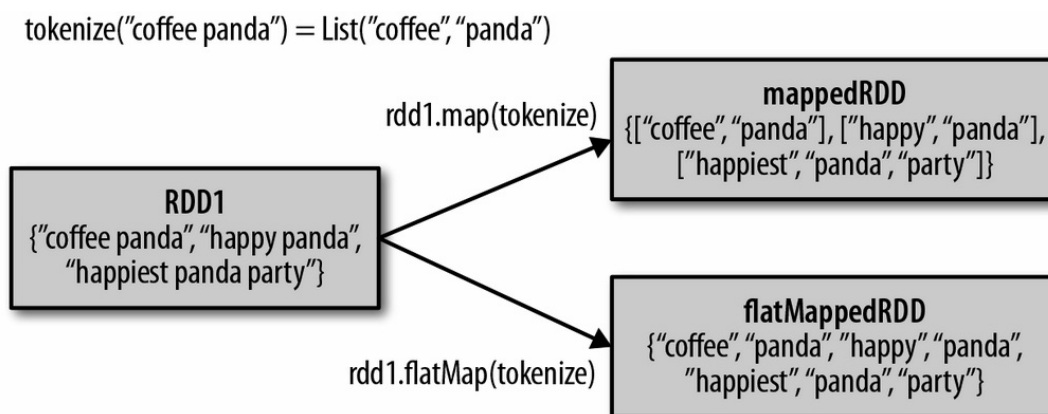 tokenize("coffee panda") = List("coffee", "panda")
rdd1.map(tokenize)
mappedRDD
{["coffee", "panda"], ["happy", "panda"],
["happiest", "panda", "party"]}
RDD1
{"coffee panda", "happy panda",
"happiest panda party"}
rdd1.flatMap(tokenize)
flatMappedRDD
{"coffee", "panda", "happy", "panda",
"happiest", "panda", "party"}